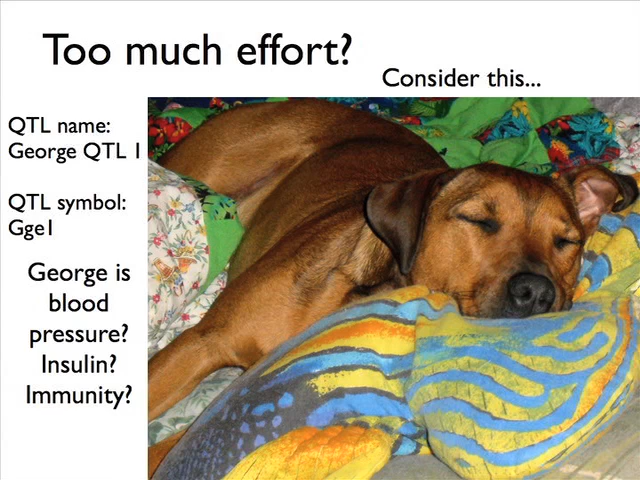 Too much effort?
Consider this...
QTL name:
George QTL 1
QTL symbol:
Gge1
George is
blood
pressure?
Insulin?
Immunity?